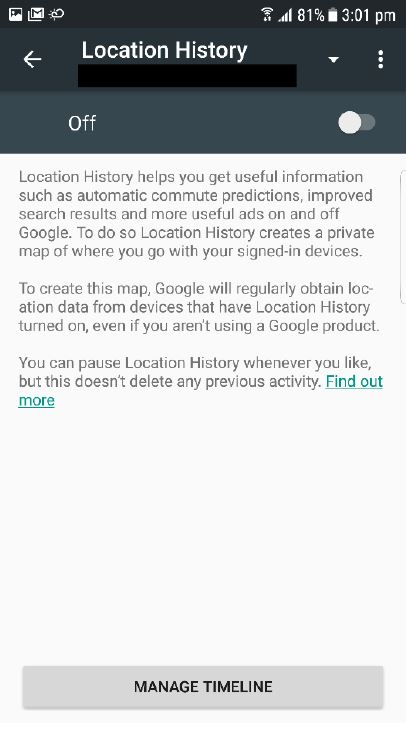 81% 3:01 pm
Location History
Off
Location History helps you get useful information
such as automatic commute predictions, improved
search results and more useful ads on and off
Google. To do so Location History creates a private
map of where you go with your signed-in devices.
To create this map, Google will regularly obtain loc-
ation data from devices that have Location History
turned on, even if you aren't using a Google product.
You can pause Location History whenever you like,
but this doesn't delete any previous activity. Find out
more
MANAGE TIMELINE